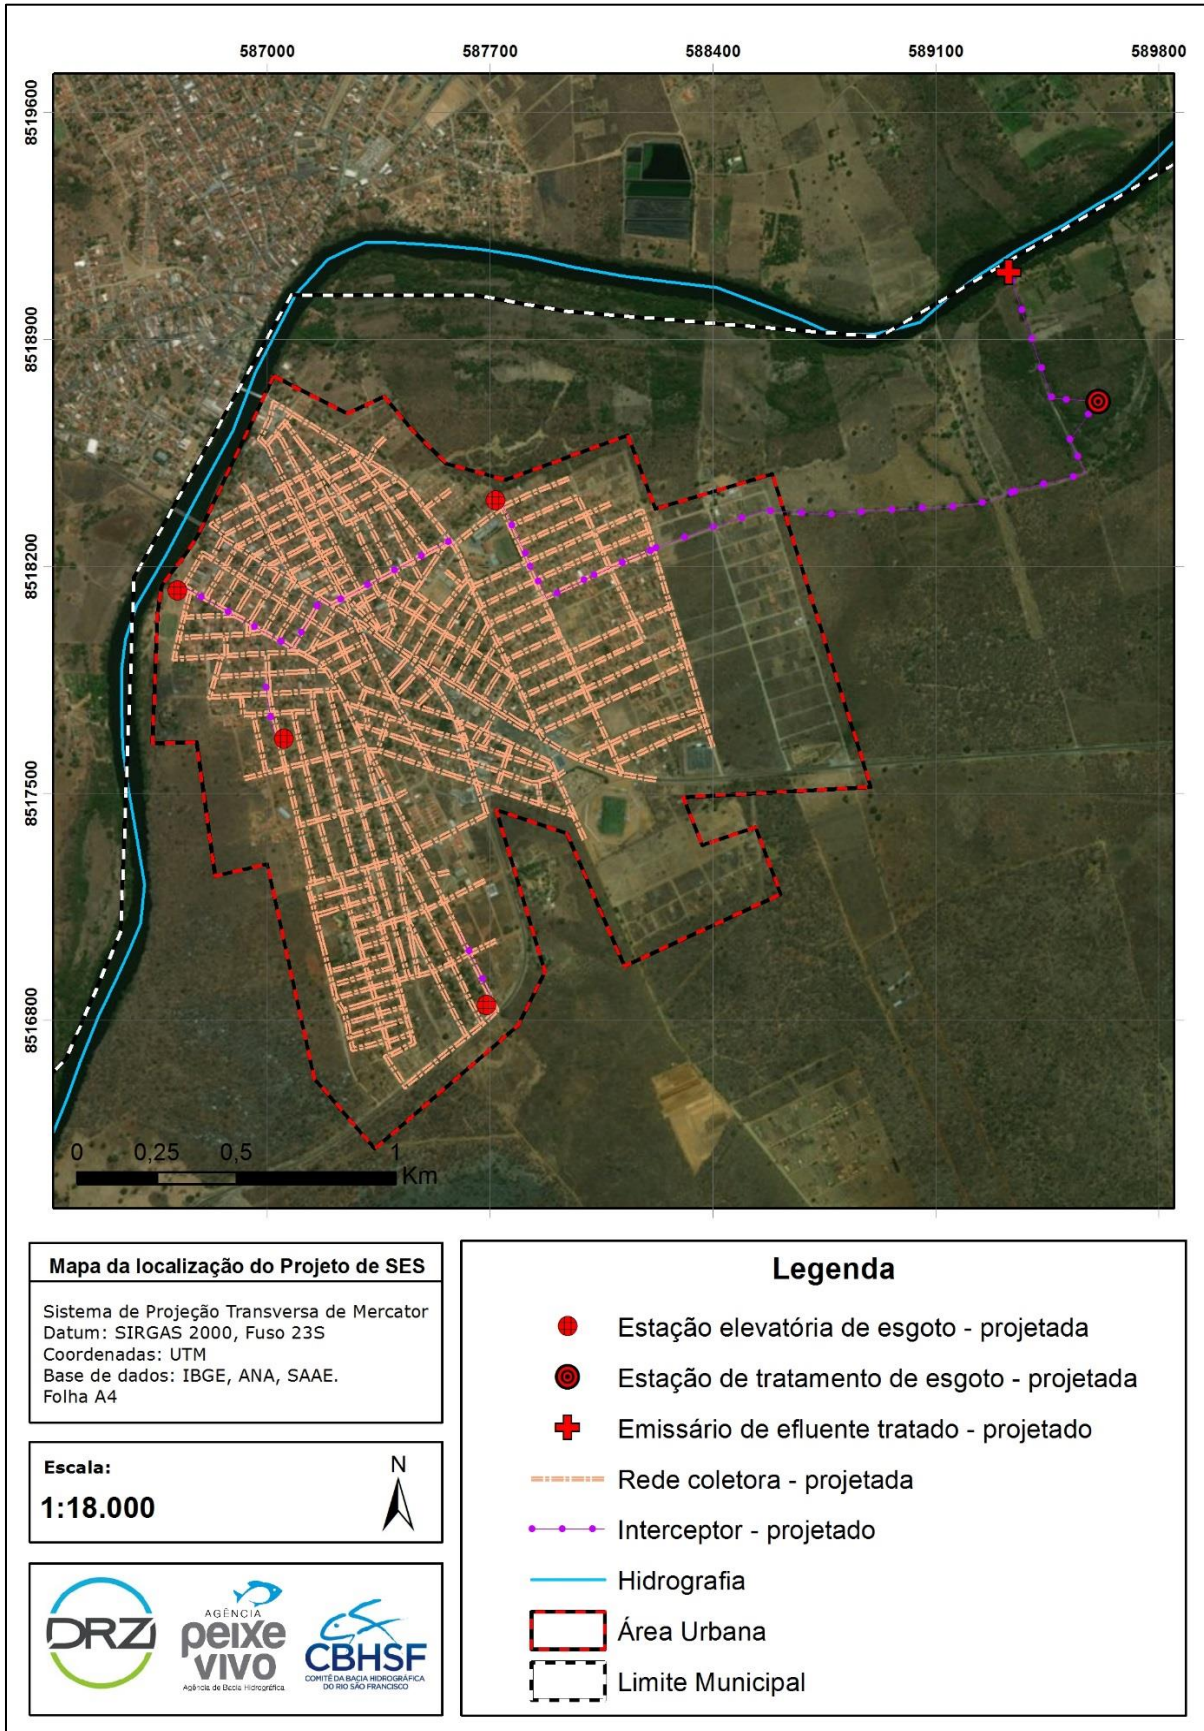 587000 587700 588400 589100 589800
8519600
8518900
8518200
8517500
8516800
0 0,25 0,5 1
Km
Mapa da localização do Projeto de SES
Sistema de Projeção Transversa de Mercator
Datum: SIRGAS 2000, Fuso 23S
Coordenadas: UTM
Base de dados: IBGE, ANA, SAAE.
Folha A4
Escala:
1:18.000
N
DRZ
AGÊNCIA
peixe
vivo
Agência de Bacia Hidrográfica
CBHSF
COMITÊ DA BACIA HIDROGRÁFICA
DO RIO SÃO FRANCISCO
Legenda
Estação elevatória de esgoto - projetada
Estação de tratamento de esgoto - projetada
Emissário de efluente tratado - projetado
Rede coletora - projetada
Interceptor - projetado
Hidrografia
Área Urbana
Limite Municipal